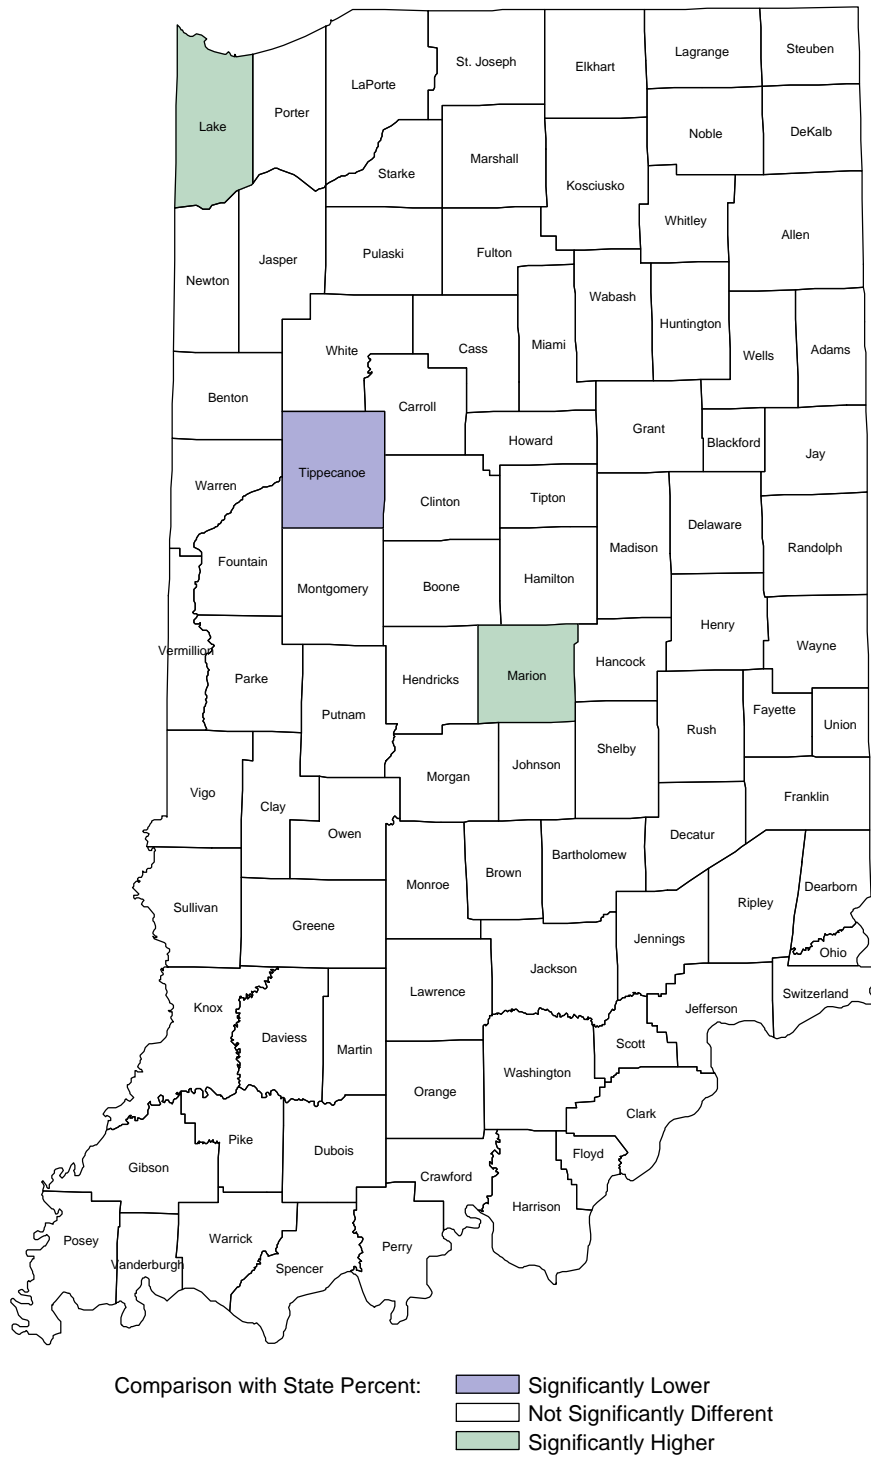 Lagrange
Steuben
St. Joseph
Elkhart
LaPorte
Porter
Lake
Noble
DeKalb
Marshall
Starke
Kosciusko
Whitley
Allen
Pulaski
Fulton
Jasper
Newton
Wabash
Huntington
White
Cass
Miami
Wells
Adams
Benton
Carroll
Howard
Grant
Blackford
Jay
Tippecanoe
Warren
Clinton
Tipton
Delaware
Randolph
Madison
Fountain
Montgomery
Boone
Hamilton
Henry
Wayne
Vermillion
Parke
Hendricks
Marion
Hancock
Putnam
Fayette
Union
Rush
Shelby
Johnson
Morgan
Vigo
Clay
Franklin
Owen
Decatur
Bartholomew
Brown
Monroe
Dearborn
Ripley
Sullivan
Greene
Jennings
Ohio
Jackson
Lawrence
Switzerland
Knox
Jefferson
Daviess
Martin
Scott
Washington
Orange
Clark
Pike
Dubois
Floyd
Gibson
Crawford
Harrison
Posey
Warrick
Perry
Vanderburgh
Spencer
Comparison with State Percent:
Significantly Lower
Not Significantly Different
Significantly Higher